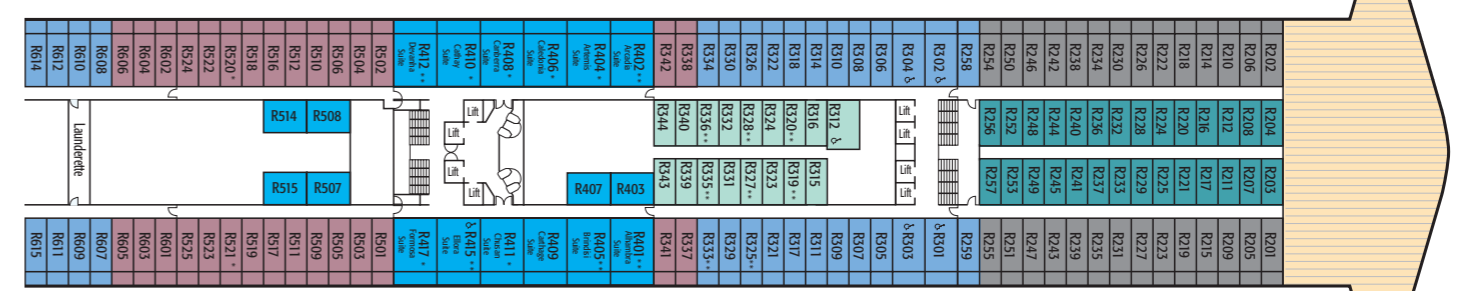 R614
R612
R610
R608
R606
R604
R602
R524
R522
R520 *
R518
R516
R512
R510
R506
R504
R502
R412 **
Devanha
Suite
R410 *
Cathay
Suite
R408 *
Canberra
Suite
R406 *
Caledonia
Suite
R404 *
Artemis
Suite
R402 **
Arcadia
Suite
R342
R338
R334
R330
R326
R322
R318
R314
R310
R308
R306
R304
R302
R258
R254
R250
R246
R242
R238
R234
R230
R226
R222
R218
R214
R210
R206
R202
Launderette
R514
R508
Lift
Lift
R344
R340
R336 **
R332
R328 **
R324
R320 **
R316
R312
Lift
Lift
R256
R252
R248
R244
R240
R236
R232
R228
R224
R220
R216
R212
R208
R204
R515
R507
Lift
Lift
R407
R403
R343
R339
R335 **
R331
R327 **
R323
R319 **
R315
Lift
Lift
R257
R253
R249
R245
R241
R237
R233
R229
R225
R221
R217
R211
R207
R203
R615
R611
R609
R607
R605
R603
R601
R525
R523
R521 *
R519
R517
R511
R509
R505
R503
R501
R417 *
Formosa
Suite
R415 **
Ellora
Suite
R411 *
Chusan
Suite
R409
Carthage
Suite
R405 **
Brindisi
Suite
R401 **
Alhambra
Suite
R341
R337
R333 **
R329
R325 **
R321
R317
R311
R309
R307
R305
R303
R301
R259
R255
R251
R247
R243
R239
R235
R231
R227
R223
R219
R215
R209
R205
R201